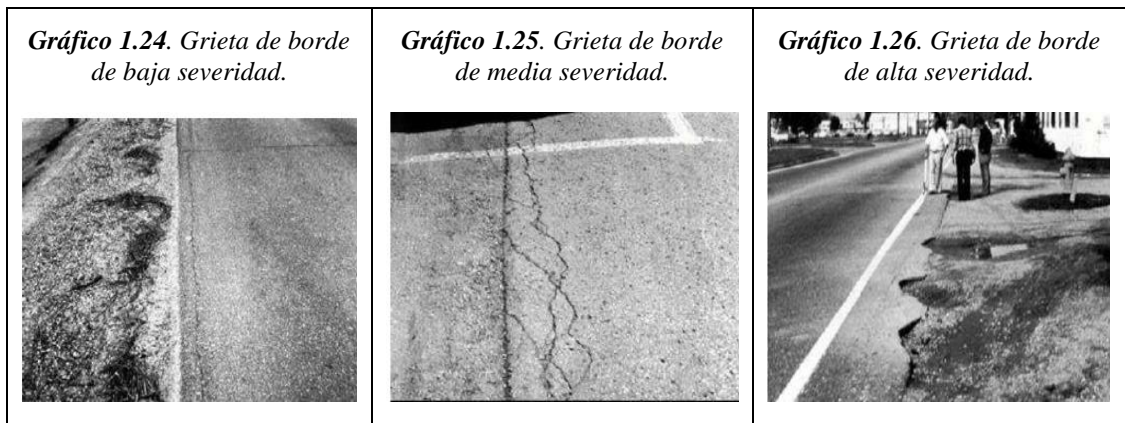 Gráfico 1.24. Grieta de borde
de baja severidad.
Gráfico 1.25. Grieta de borde
de media severidad.
Gráfico 1.26. Grieta de borde
de alta severidad.